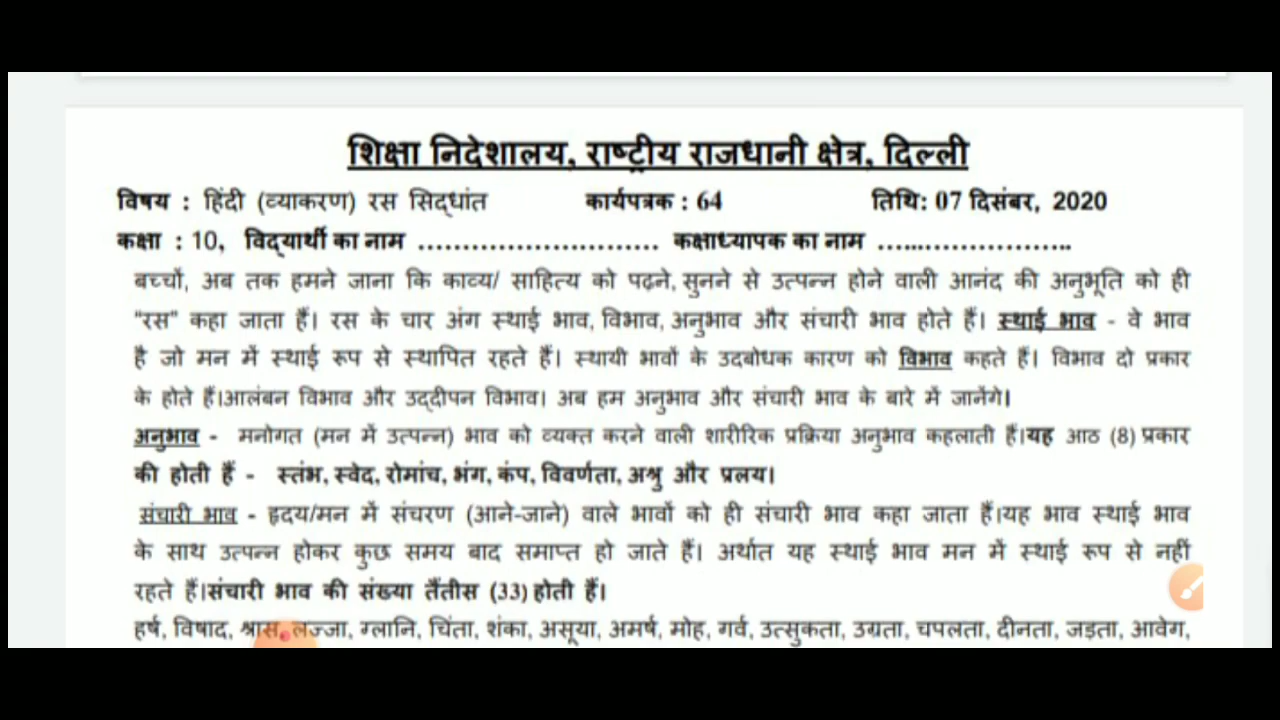 शिक्षा निदेशालय, राष्ट्रीय राजधानी क्षेत्र, दिल्ली
विषय : हिंदी (व्याकरण) रस सिद्धांत कार्यपत्रक : 64 तिथि: 07 दिसंबर, 2020
कक्षा : 10, विद्यार्थी का नाम ........................... कक्षाध्यापक का नाम ......................
बच्चों, अब तक हमने जाना कि काव्य/ साहित्य को पढ़ने, सुनने से उत्पन्न होने वाली आनंद की अनुभूति को ही
"रस" कहा जाता हैं। रस के चार अंग स्थाई भाव, विभाव, अनुभाव और संचारी भाव होते हैं। स्थाई भाव - वे भाव
है जो मन में स्थाई रूप से स्थापित रहते हैं। स्थायी भावों के उदबोधक कारण को विभाव कहते हैं। विभाव दो प्रकार
के होते हैं।आलंबन विभाव और उद्दीपन विभाव। अब हम अनुभाव और संचारी भाव के बारे में जानेंगे।
अनुभाव - मनोगत (मन में उत्पन्न) भाव को व्यक्त करने वाली शारीरिक प्रक्रिया अनुभाव कहलाती हैं।यह आठ (8) प्रकार
की होती हैं - स्तंभ, स्वेद, रोमांच, भंग, कंप, विवर्णता, अश्रु और प्रलय।
संचारी भाव - हृदय/मन में संचरण (आने-जाने) वाले भावों को ही संचारी भाव कहा जाता हैं।यह भाव स्थाई भाव
के साथ उत्पन्न होकर कुछ समय बाद समाप्त हो जाते हैं। अर्थात यह स्थाई भाव मन में स्थाई रूप से नहीं
रहते हैं।संचारी भाव की संख्या तैंतीस (33) होती हैं।
हर्ष, विषाद, श्रास, लज्जा, ग्लानि, चिंता, शंका, असूया, अमर्ष, मोह, गर्व, उत्सुकता, उग्रता, चपलता, दीनता, जड़ता, आवेग,